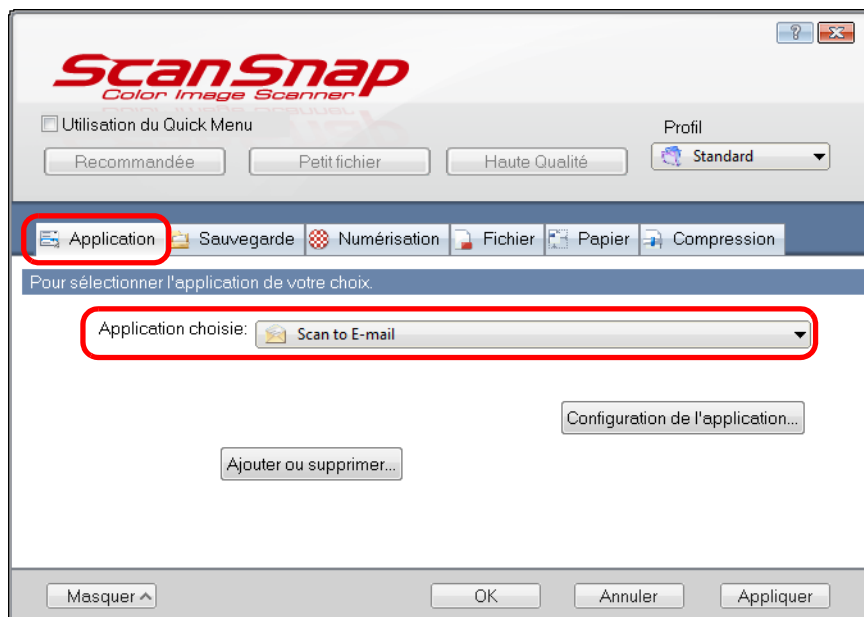 ScanSnap
Color Image Scanner
Utilisation du Quick Menu
Profil
Recommandée Petit fichier Haute Qualité Standard
Application Sauvegarde Numérisation Fichier Papier Compression
Pour sélectionner l'application de votre choix.
Application choisie: Scan to E-mail
Configuration de l'application...
Ajouter ou supprimer...
Masquer OK Annuler Appliquer